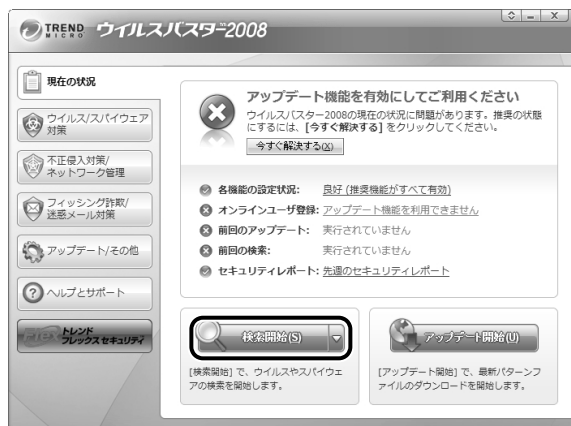 TREND MICRO ウイルスバスター™2008
現在の状況
ウイルス/スパイウェア
対策
不正侵入対策/
ネットワーク管理
フィッシング詐欺/
迷惑メール対策
アップデート/その他
ヘルプとサポート
Flex トレンド
フレックス セキュリティ
アップデート機能を有効にしてご利用ください
ウイルスバスター2008の現在の状況に問題があります。推奨の状態
にするには、[今すぐ解決する] をクリックしてください。
今すぐ解決する(X)
各機能の設定状況: 良好 (推奨機能がすべて有効)
オンラインユーザ登録: アップデート機能を利用できません
前回のアップデート: 実行されていません
前回の検索: 実行されていません
セキュリティレポート: 先週のセキュリティレポート
検索開始(S)
[検索開始] で、ウイルスやスパイウェ
アの検索を開始します。
アップデート開始(U)
[アップデート開始] で、最新パターンフ
ァイルのダウンロードを開始します。